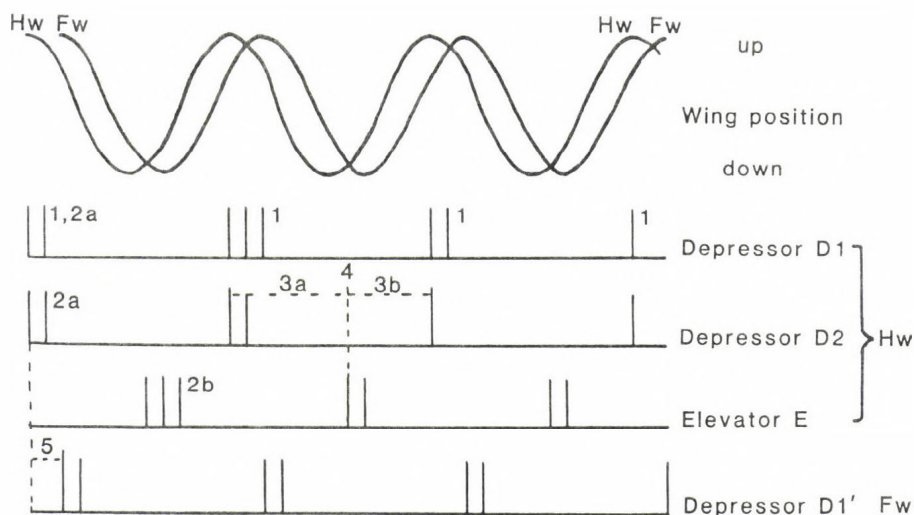 Hw Fw Hw Fw up
Wing position
down
1,2a 1 1 1 Depressor D1
2a 3a 4 3b Depressor D2 Hw
2b Elevator E
5 Depressor D1' Fw